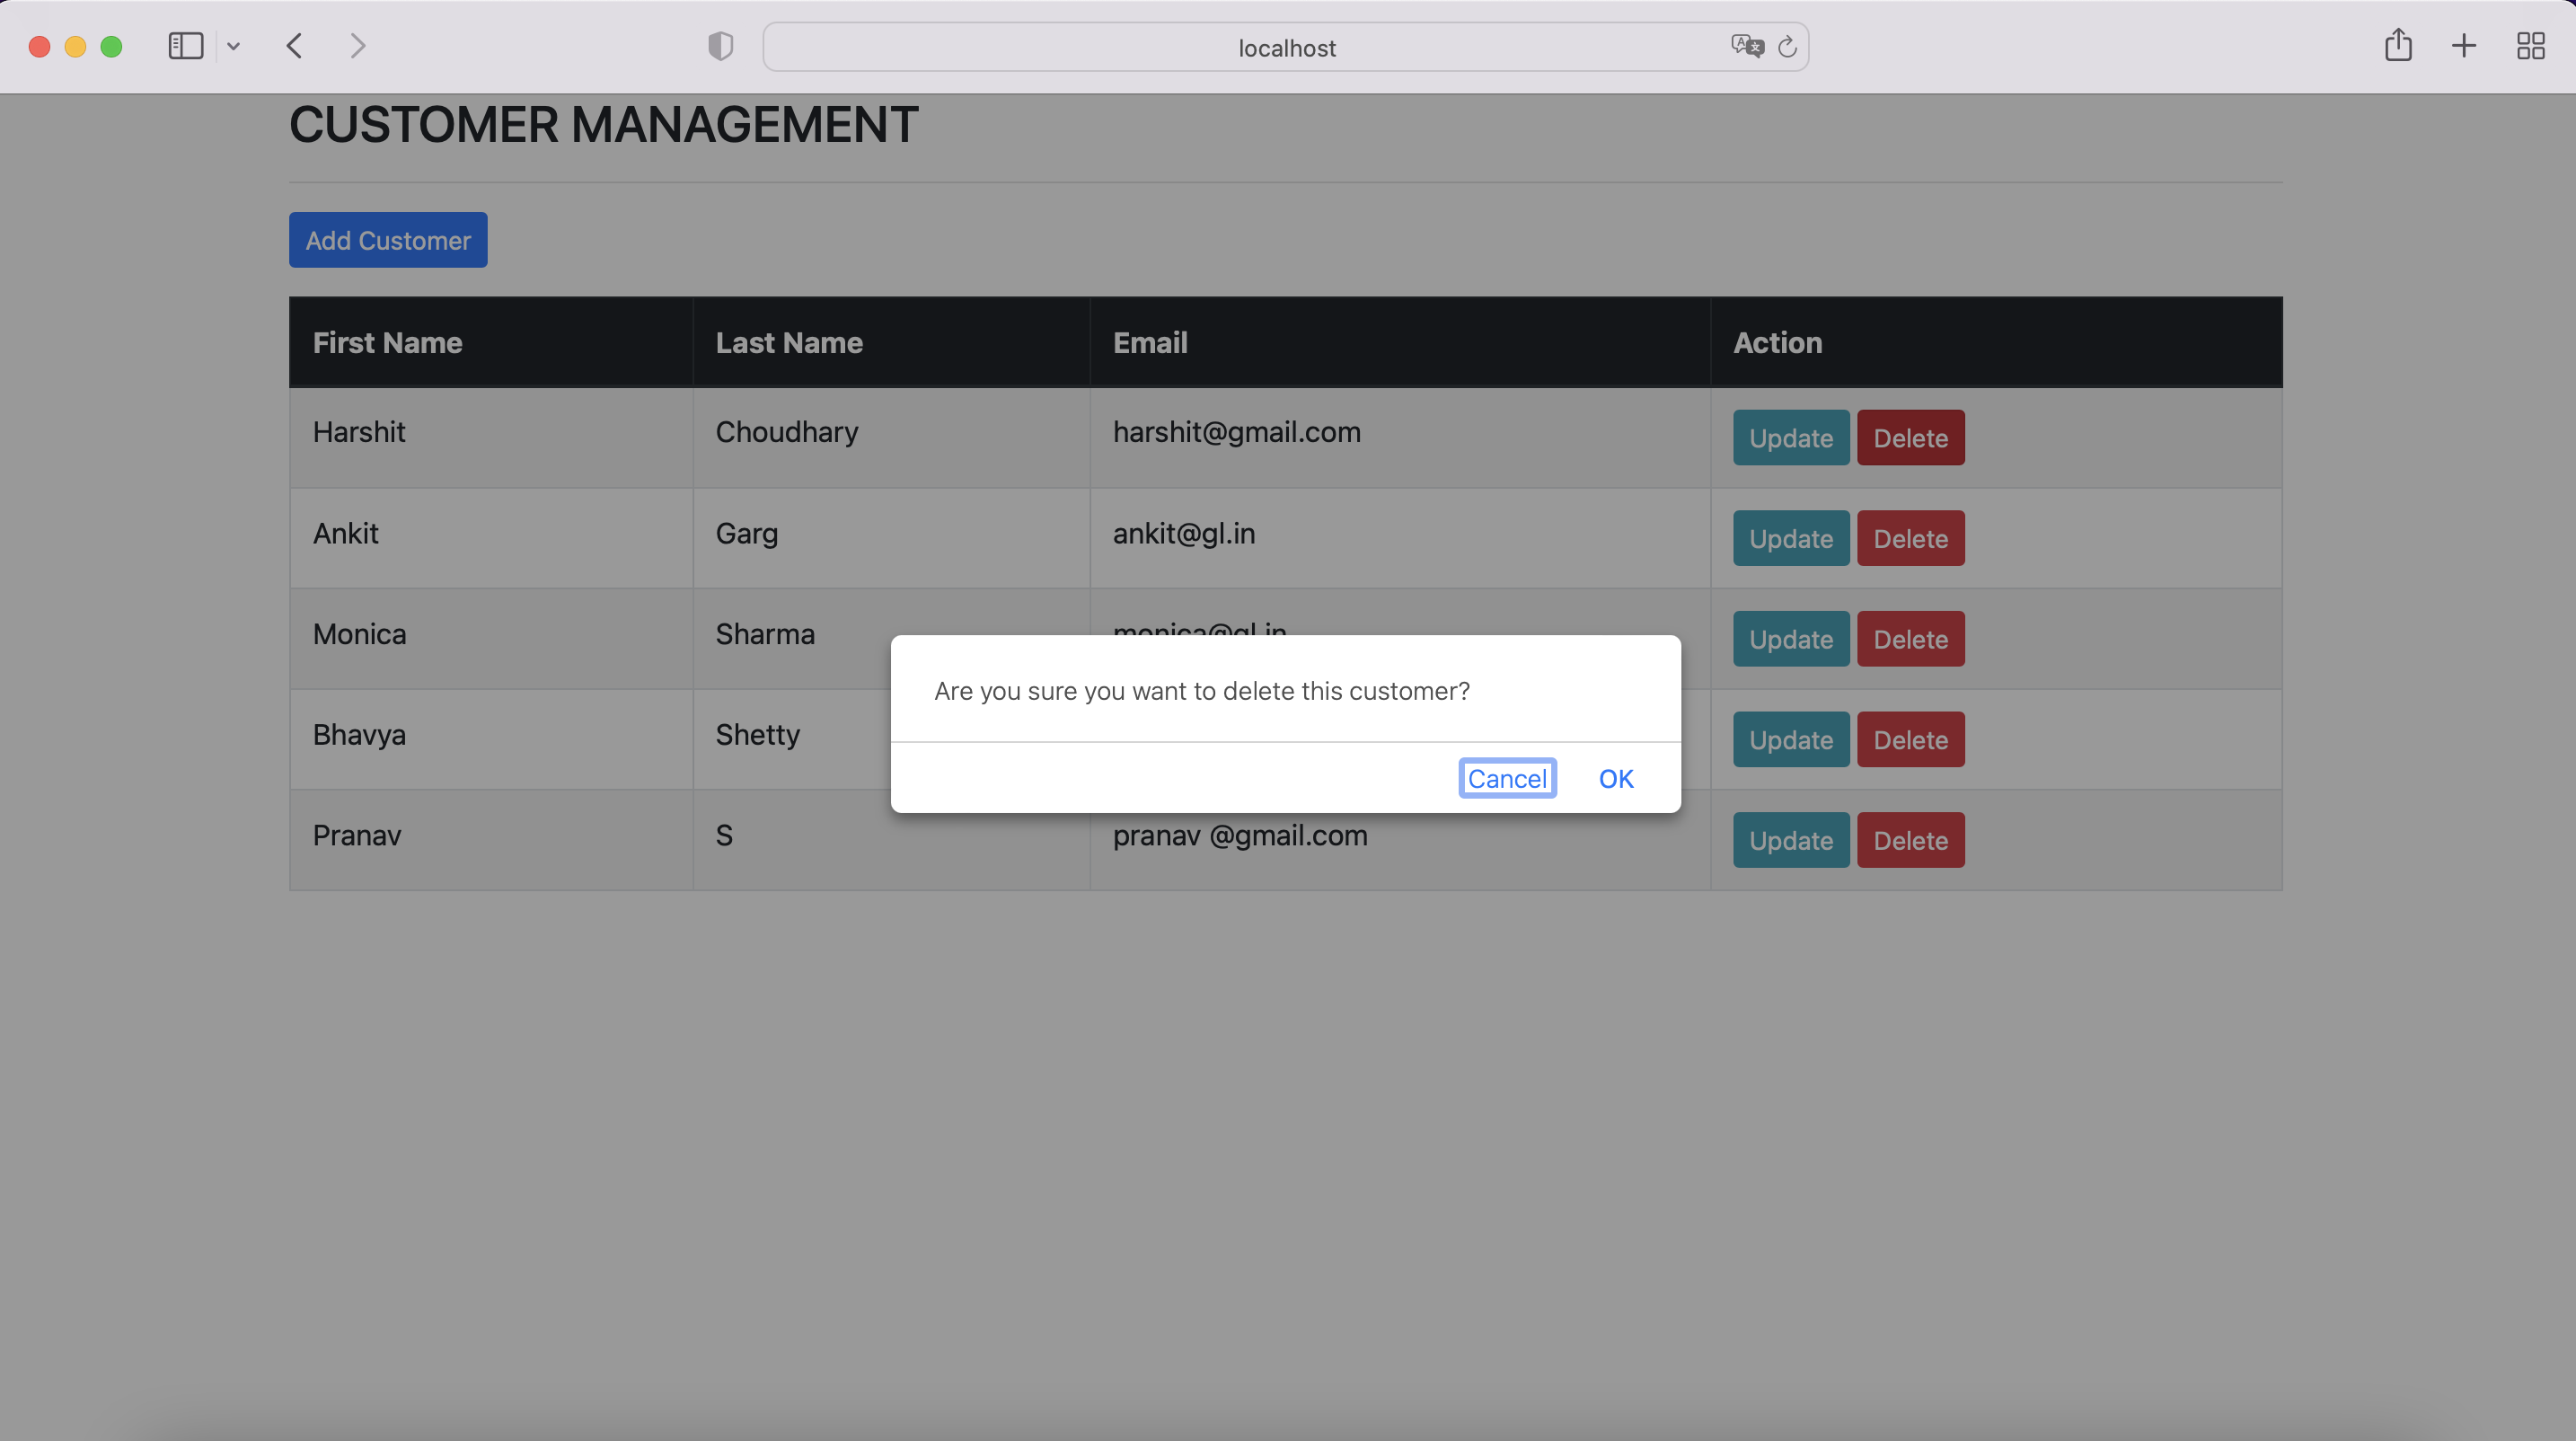 localhost
CUSTOMER MANAGEMENT
Add Customer
First Name Last Name Email Action
Harshit Choudhary harshit@gmail.com Update Delete
Ankit Garg ankit@gl.in Update Delete
Monica Sharma monica@gl.in Update Delete
Are you sure you want to delete this customer?
Bhavya Shetty Update Delete
Cancel OK
Pranav S pranav @gmail.com Update Delete